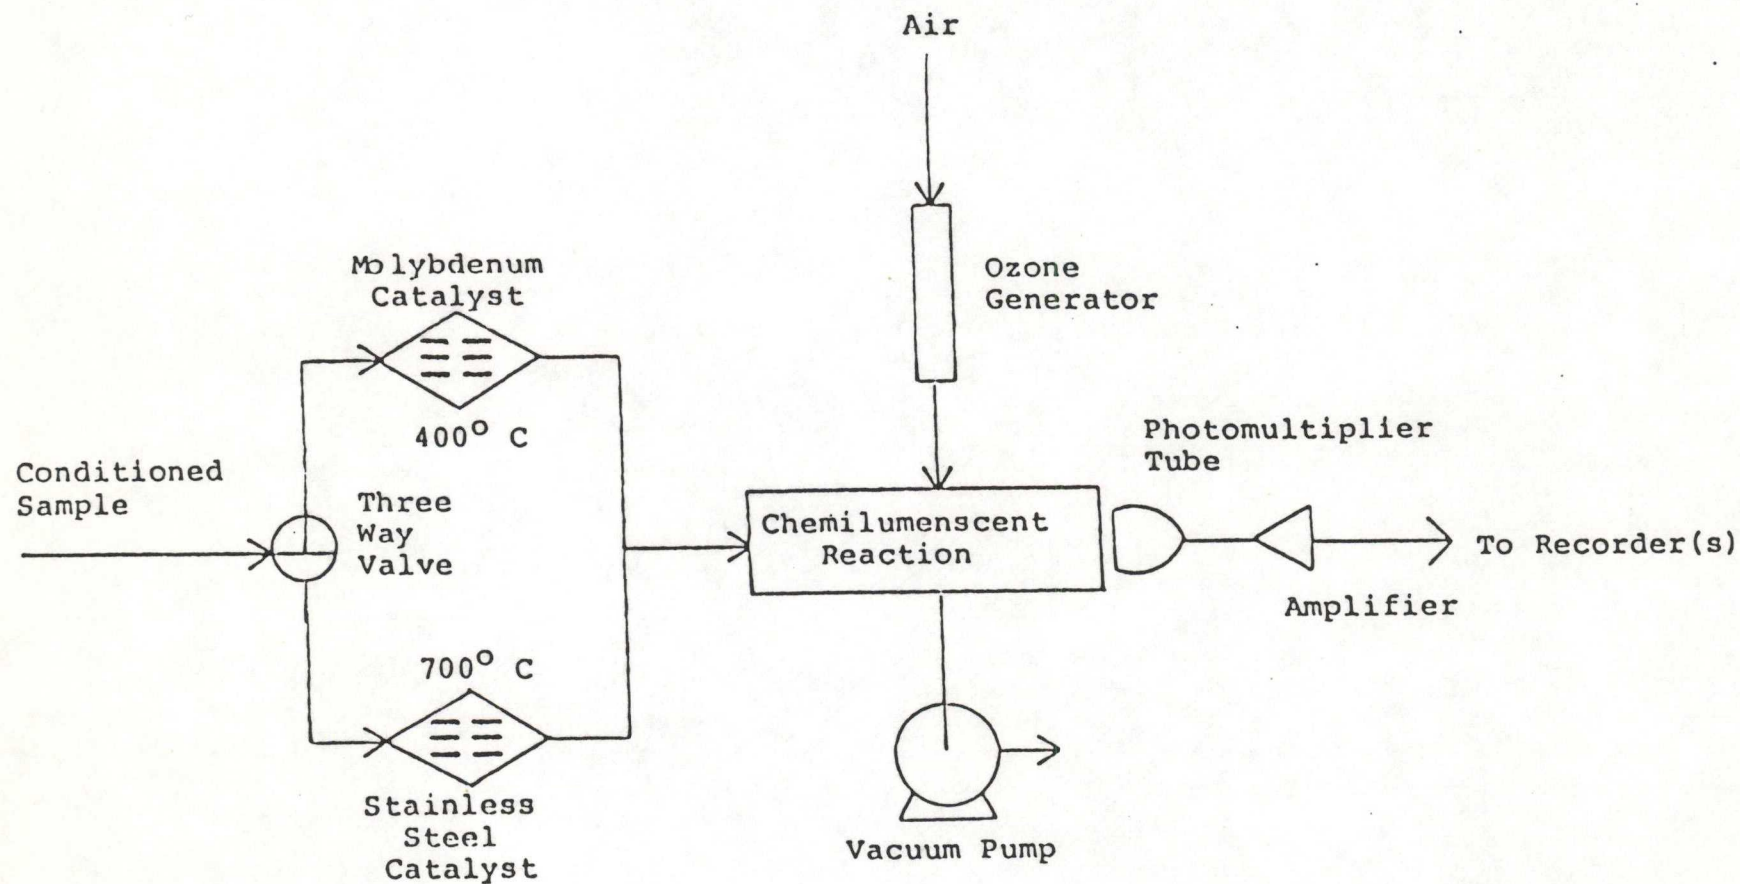 Air
Ozone
Generator
Molybdenum
Catalyst
400° C
Conditioned
Sample
Three
Way
Valve
Chemilumenscent
Reaction
Photomultiplier
Tube
To Recorder(s)
Amplifier
700° C
Stainless
Steel
Catalyst
Vacuum Pump